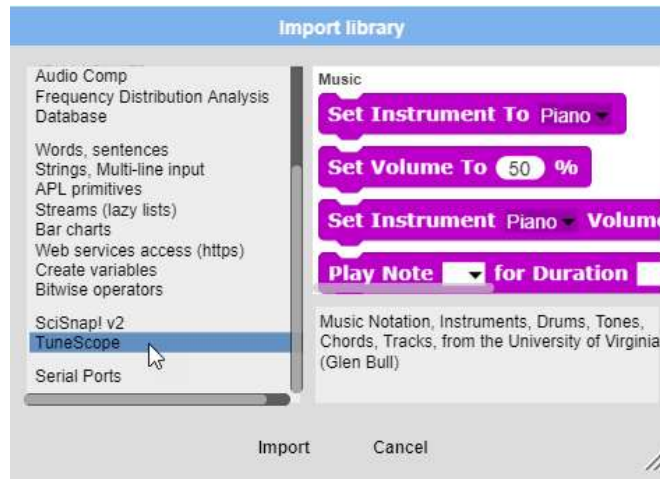 Import library
Audio Comp
Frequency Distribution Analysis
Database
Words, sentences
Strings, Multi-line input
APL primitives
Streams (lazy lists)
Bar charts
Web services access (https)
Create variables
Bitwise operators
SciSnap! v2
TuneScope
Serial Ports
Music
Set Instrument To Piano
Set Volume To 50 %
Set Instrument Piano Volume
Play Note for Duration
Music Notation, Instruments, Drums, Tones,
Chords, Tracks, from the University of Virginia
(Glen Bull)
Import Cancel